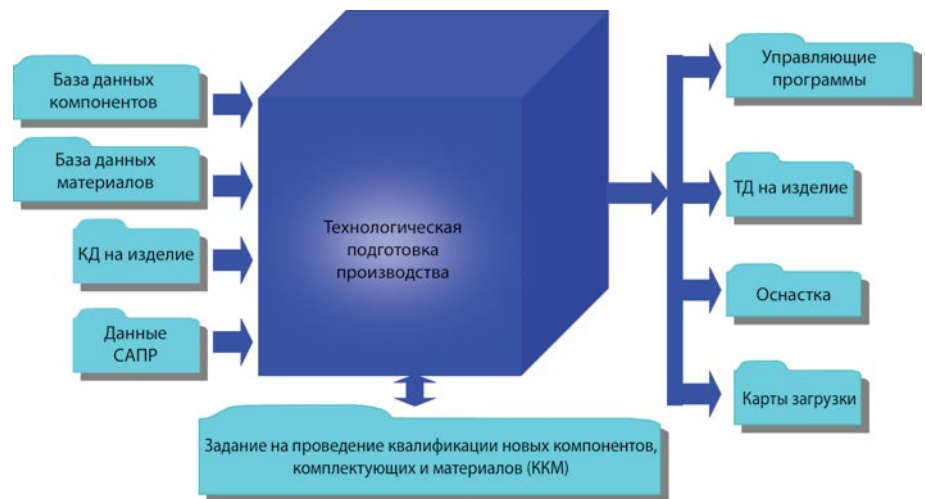 База данных
компонентов
База данных
материалов
КД на изделие
Данные
САПР
Технологическая
подготовка
производства
Управляющие
программы
ТД на изделие
Оснастка
Карты загрузки
Задание на проведение квалификации новых компонентов,
комплектующих и материалов (ККМ)